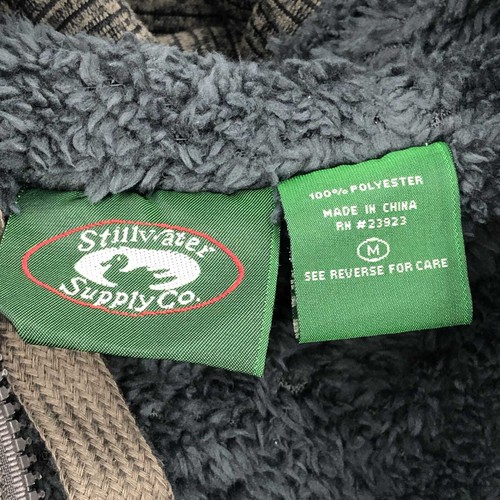 Stillwater
Supply Co.
100% POLYESTER
MADE IN CHINA
RN #23923
M
SEE REVERSE FOR CARE